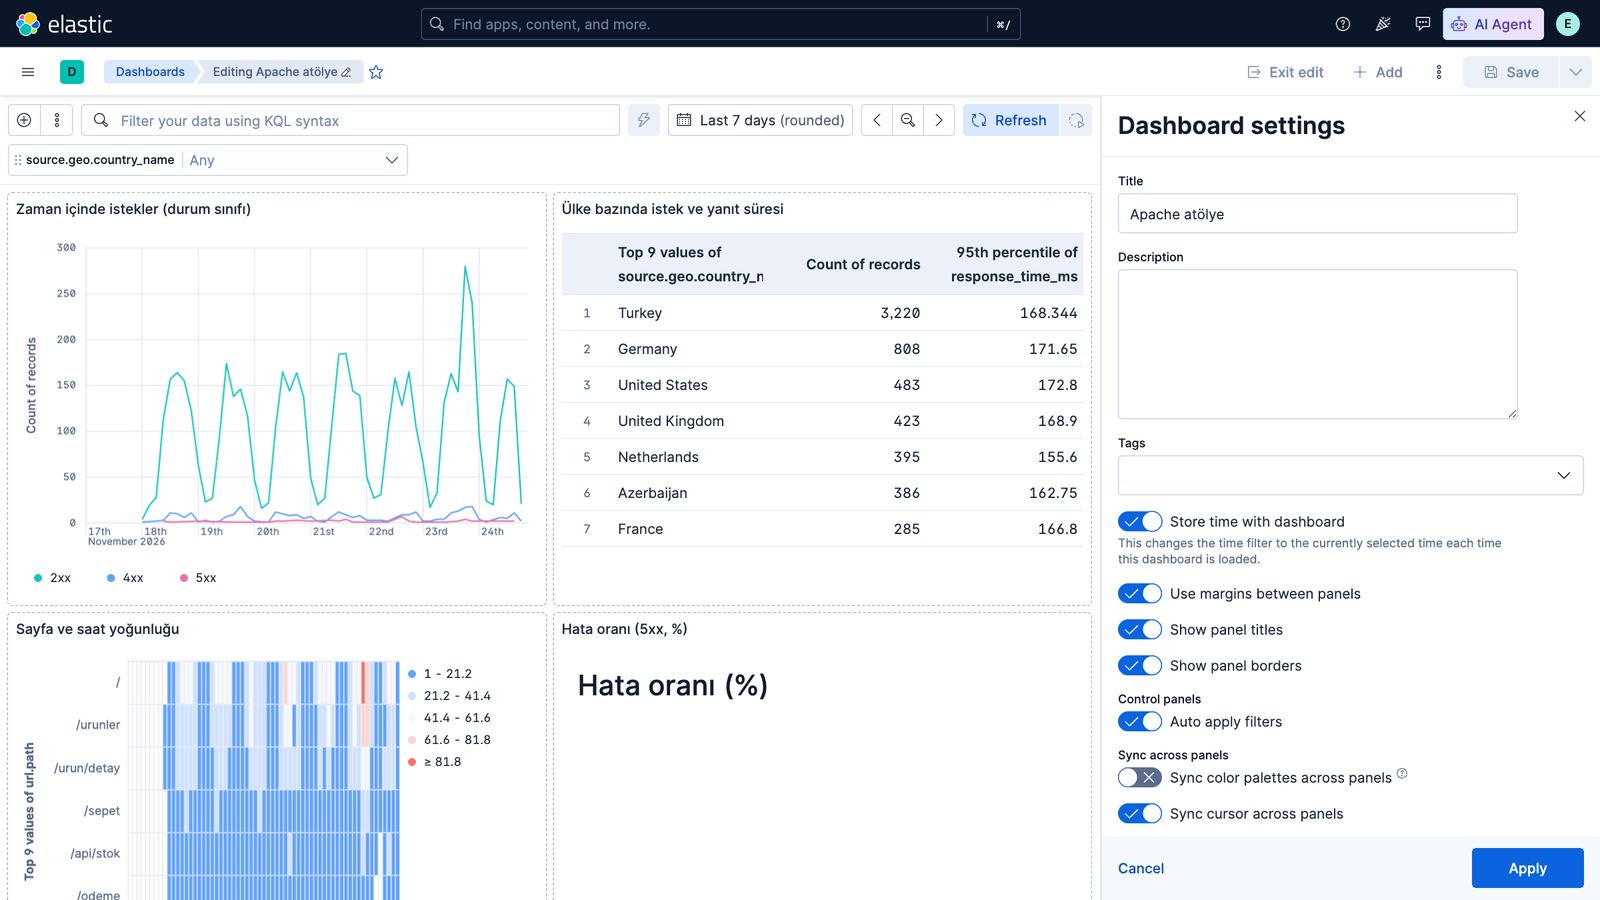 elastic
Find apps, content, and more.
⌘/
AI Agent
E
D
Dashboards
Editing Apache atölye
Exit edit
Add
Save
Filter your data using KQL syntax
Last 7 days (rounded)
Refresh
source.geo.country_name
Any
Zaman içinde istekler (durum sınıfı)
Count of records
300
250
200
150
100
50
0
17th
18th
19th
20th
21st
22nd
23rd
24th
November 2026
2xx
4xx
5xx
Ülke bazında istek ve yanıt süresi
Top 9 values of
source.geo.country_n
Count of records
95th percentile of
response_time_ms
1 Turkey 3,220 168.344
2 Germany 808 171.65
3 United States 483 172.8
4 United Kingdom 423 168.9
5 Netherlands 395 155.6
6 Azerbaijan 386 162.75
7 France 285 166.8
Sayfa ve saat yoğunluğu
Top 9 values of url.path
/
/urunler
/urun/detay
/sepet
/api/stok
/odeme
1 - 21.2
21.2 - 41.4
41.4 - 61.6
61.6 - 81.8
≥ 81.8
Hata oranı (5xx, %)
Hata oranı (%)
Dashboard settings
Title
Apache atölye
Description
Tags
Store time with dashboard
This changes the time filter to the currently selected time each time
this dashboard is loaded.
Use margins between panels
Show panel titles
Show panel borders
Control panels
Auto apply filters
Sync across panels
Sync color palettes across panels
Sync cursor across panels
Cancel
Apply